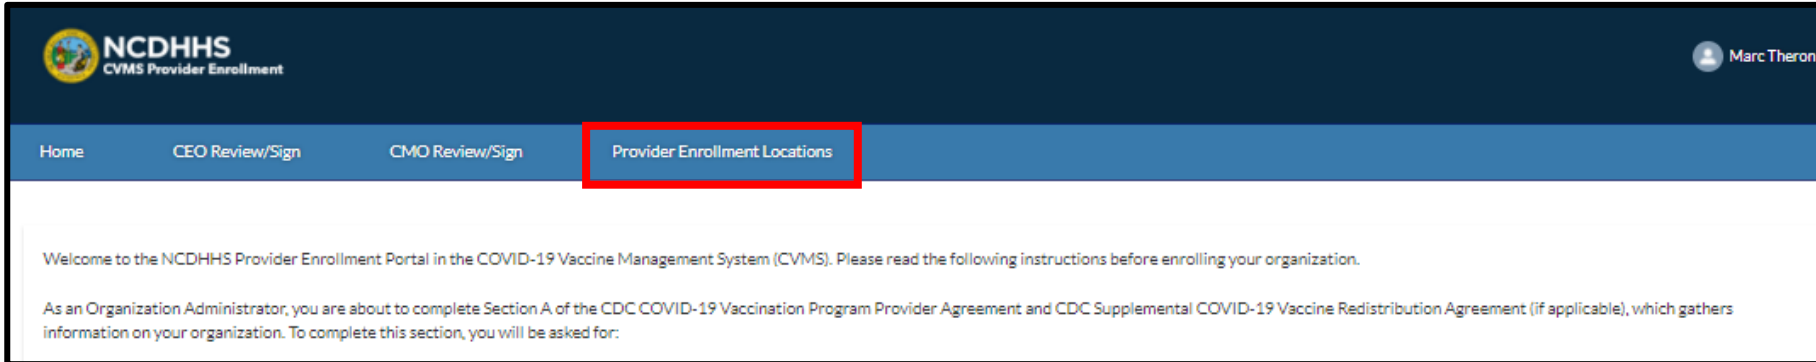 NCDHHS
CVMS Provider Enrollment
Marc Theron
Home CEO Review/Sign CMO Review/Sign Provider Enrollment Locations
Welcome to the NCDHHS Provider Enrollment Portal in the COVID-19 Vaccine Management System (CVMS). Please read the following instructions before enrolling your organization.
As an Organization Administrator, you are about to complete Section A of the CDC COVID-19 Vaccination Program Provider Agreement and CDC Supplemental COVID-19 Vaccine Redistribution Agreement (if applicable), which gathers
information on your organization. To complete this section, you will be asked for: